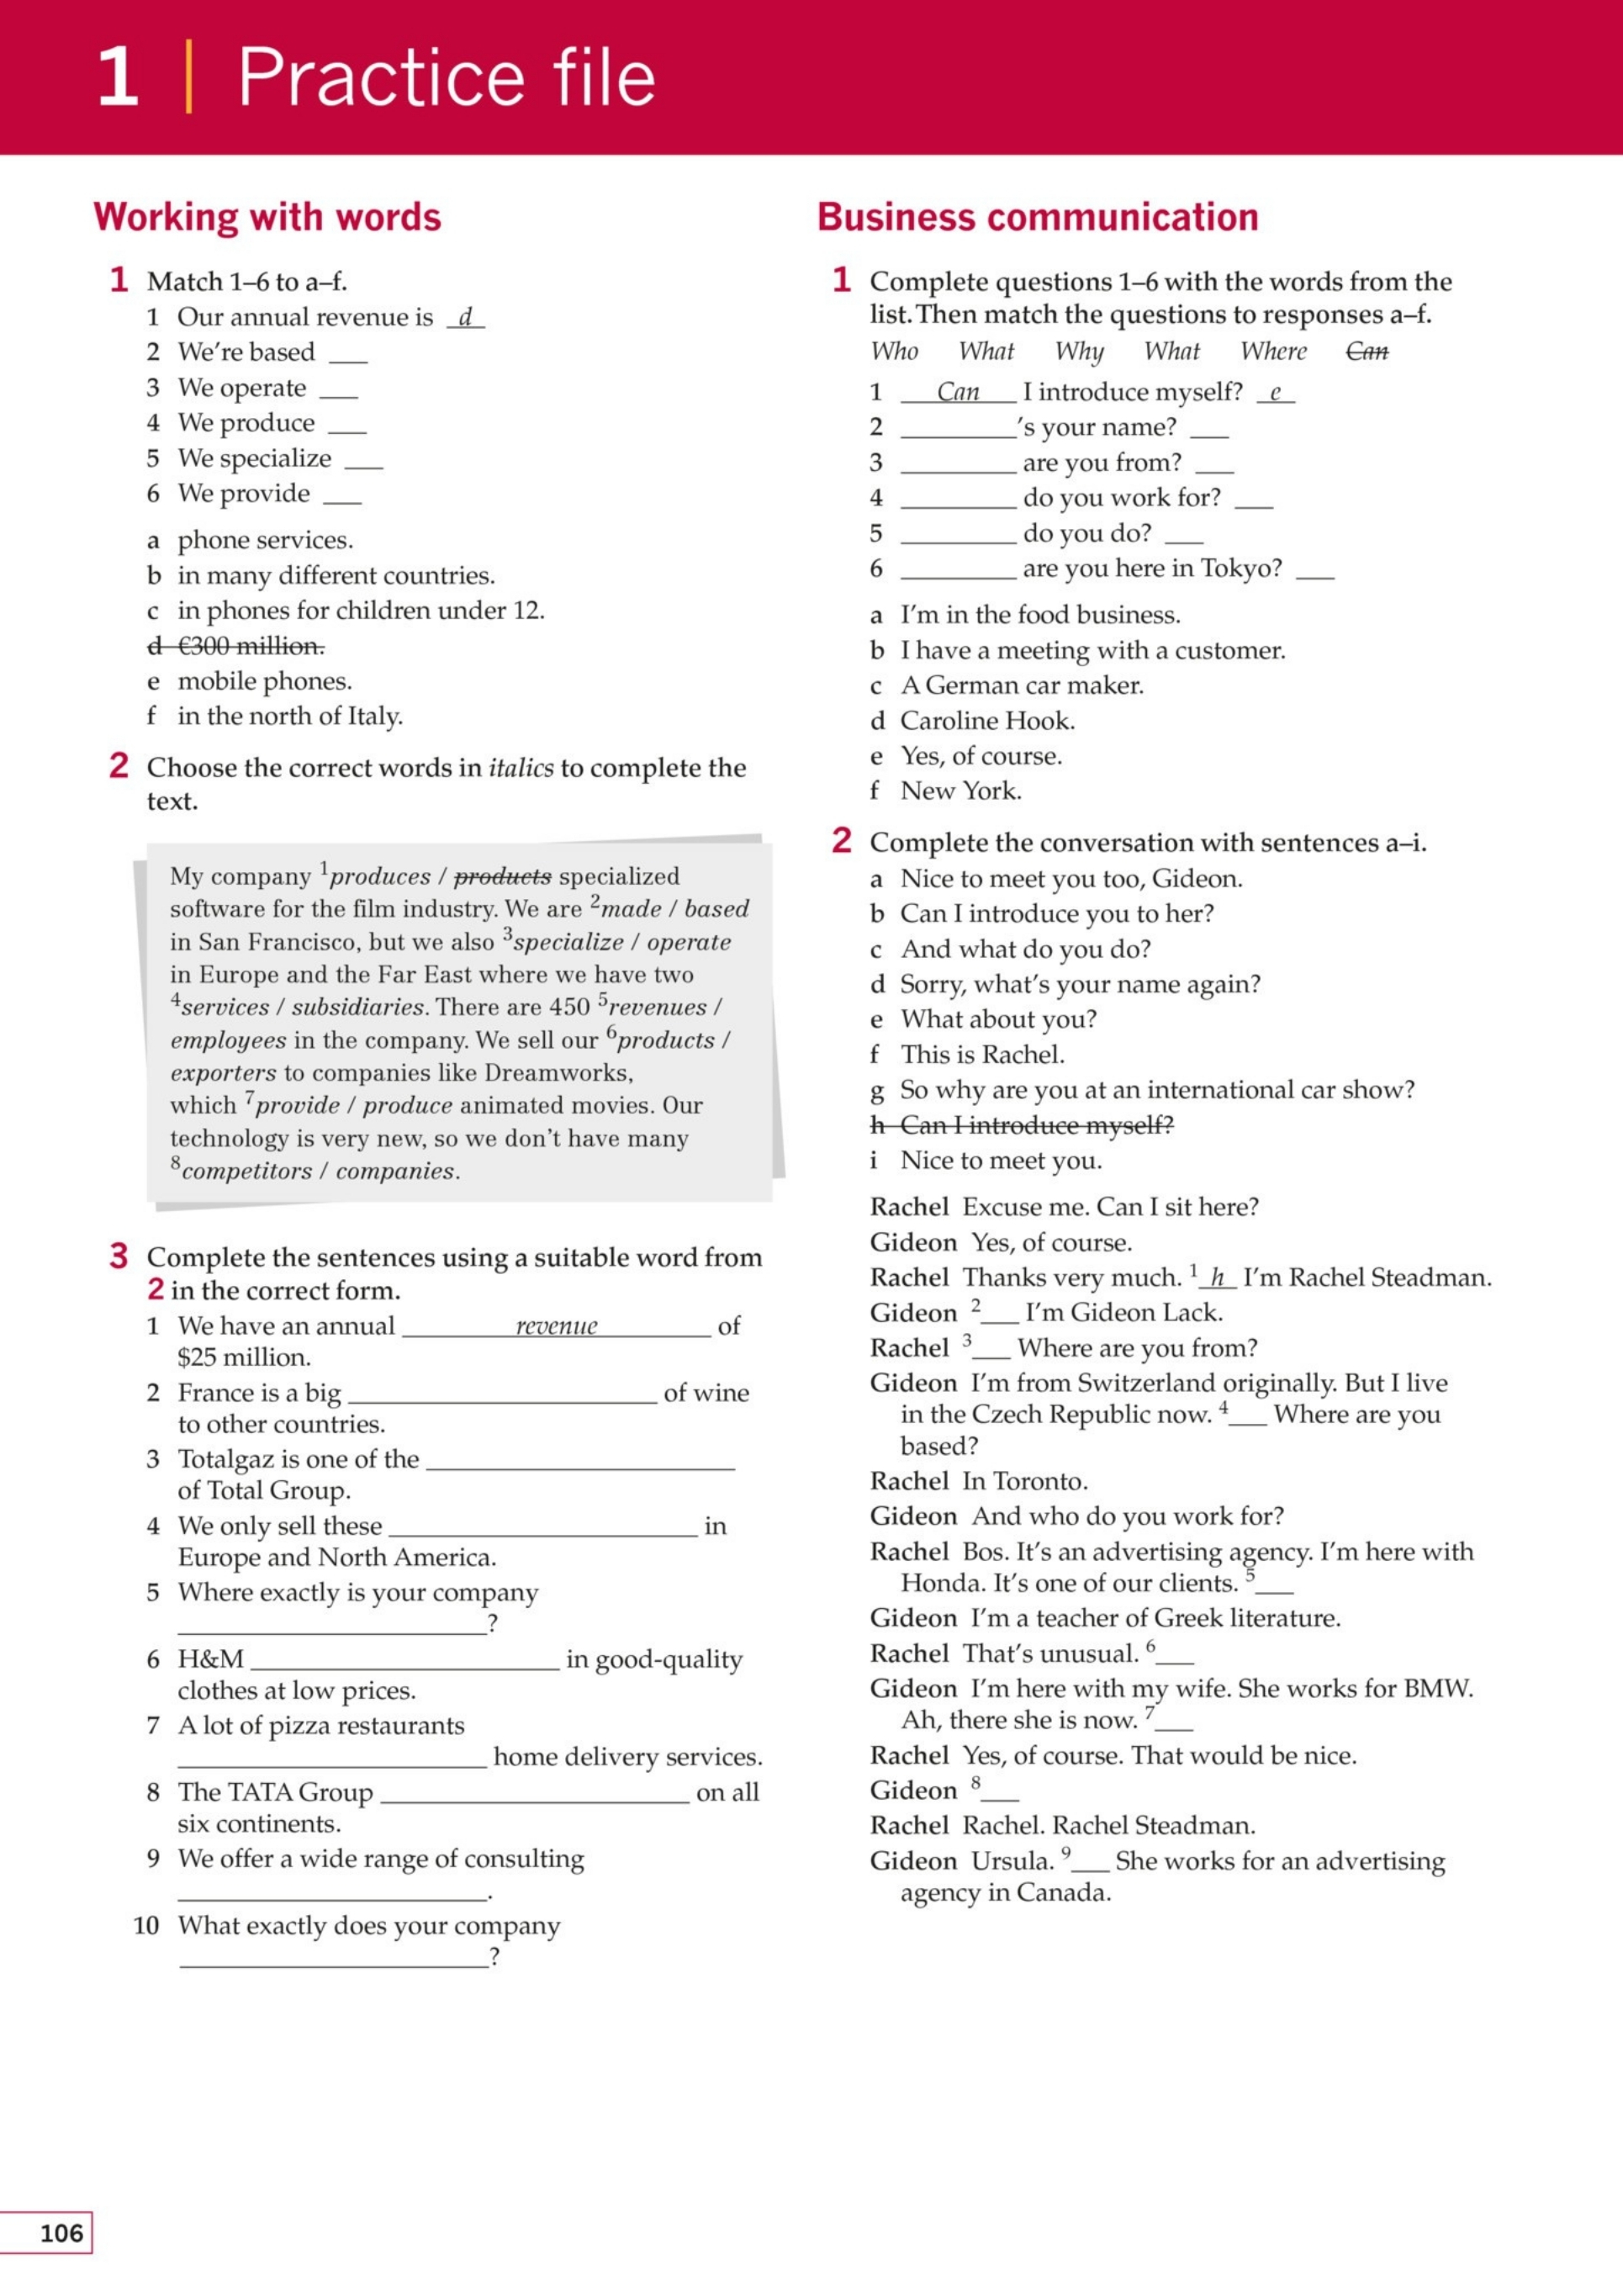 1 | Practice file
Working with words
1 Match 1–6 to a–f.
1 Our annual revenue is _d_
2 We're based ___
3 We operate ___
4 We produce ___
5 We specialize ___
6 We provide ___
a phone services.
b in many different countries.
c in phones for children under 12.
d €300 million.
e mobile phones.
f in the north of Italy.
2 Choose the correct words in italics to complete the
text.
My company 1produces / products specialized
software for the film industry. We are 2made / based
in San Francisco, but we also 3specialize / operate
in Europe and the Far East where we have two
4services / subsidiaries. There are 450 5revenues /
employees in the company. We sell our 6products /
exporters to companies like Dreamworks,
which 7provide / produce animated movies. Our
technology is very new, so we don't have many
8competitors / companies.
3 Complete the sentences using a suitable word from
2 in the correct form.
1 We have an annual ____revenue____ of
$25 million.
2 France is a big ________ of wine
to other countries.
3 Totalgaz is one of the ________
of Total Group.
4 We only sell these ________ in
Europe and North America.
5 Where exactly is your company
________?
6 H&M ________ in good-quality
clothes at low prices.
7 A lot of pizza restaurants
________ home delivery services.
8 The TATA Group ________ on all
six continents.
9 We offer a wide range of consulting
________.
10 What exactly does your company
________?
Business communication
1 Complete questions 1–6 with the words from the
list. Then match the questions to responses a–f.
Who What Why What Where Can
1 __Can__ I introduce myself? _e_
2 ________'s your name? ___
3 ________ are you from? ___
4 ________ do you work for? ___
5 ________ do you do? ___
6 ________ are you here in Tokyo? ___
a I'm in the food business.
b I have a meeting with a customer.
c A German car maker.
d Caroline Hook.
e Yes, of course.
f New York.
2 Complete the conversation with sentences a–i.
a Nice to meet you too, Gideon.
b Can I introduce you to her?
c And what do you do?
d Sorry, what's your name again?
e What about you?
f This is Rachel.
g So why are you at an international car show?
h Can I introduce myself?
i Nice to meet you.
Rachel Excuse me. Can I sit here?
Gideon Yes, of course.
Rachel Thanks very much. 1_h_ I'm Rachel Steadman.
Gideon 2___ I'm Gideon Lack.
Rachel 3___ Where are you from?
Gideon I'm from Switzerland originally. But I live
in the Czech Republic now. 4___ Where are you
based?
Rachel In Toronto.
Gideon And who do you work for?
Rachel Bos. It's an advertising agency. I'm here with
Honda. It's one of our clients. 5___
Gideon I'm a teacher of Greek literature.
Rachel That's unusual. 6___
Gideon I'm here with my wife. She works for BMW.
Ah, there she is now. 7___
Rachel Yes, of course. That would be nice.
Gideon 8___
Rachel Rachel. Rachel Steadman.
Gideon Ursula. 9___ She works for an advertising
agency in Canada.
106